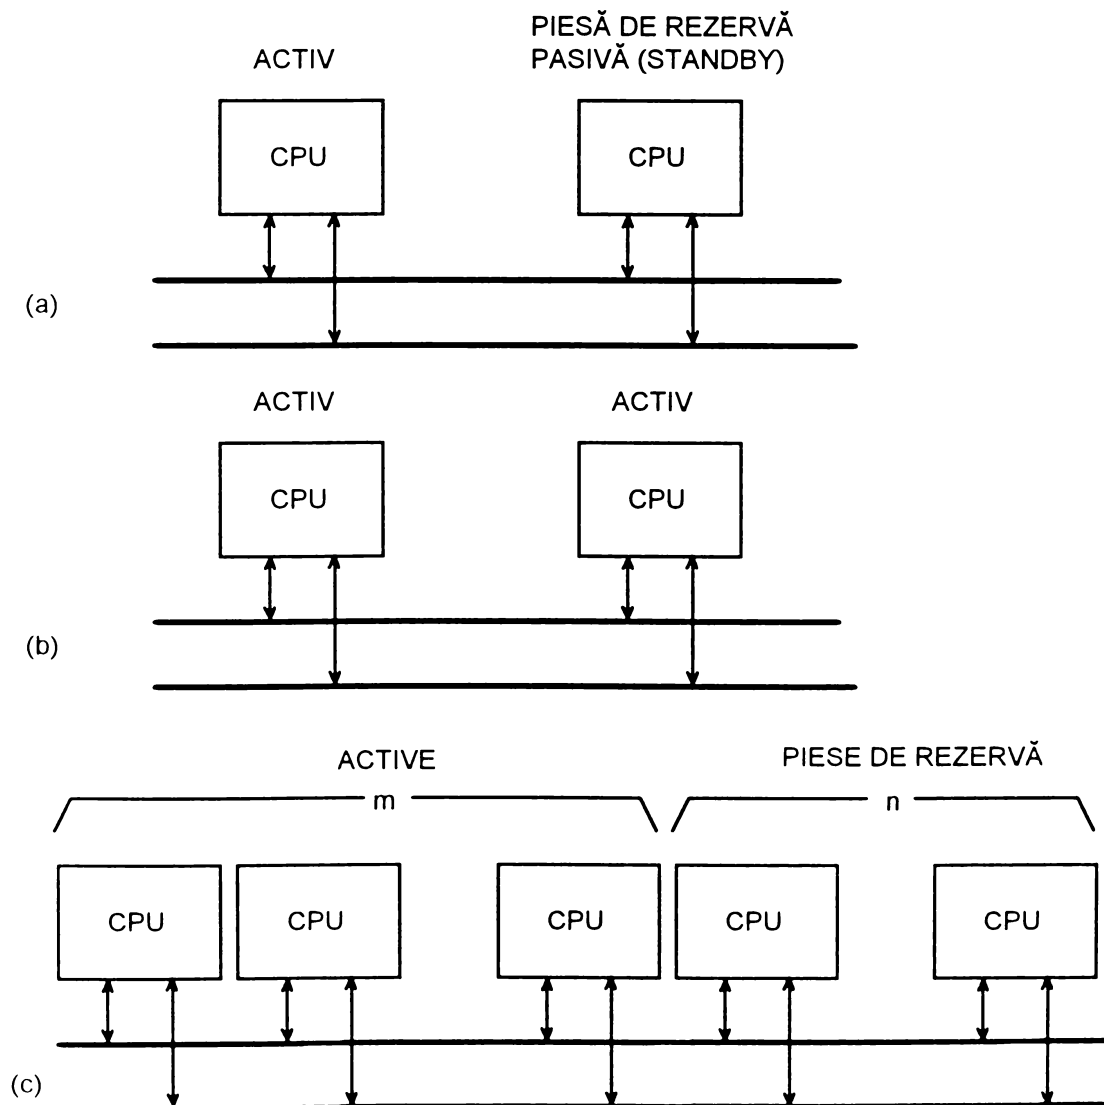 PIESĂ DE REZERVĂ
ACTIV
PASIVĂ (STANDBY)
CPU
CPU
(a)
ACTIV
ACTIV
CPU
CPU
(b)
ACTIVE
PIESE DE REZERVĂ
m
n
CPU
CPU
CPU
CPU
CPU
(c)